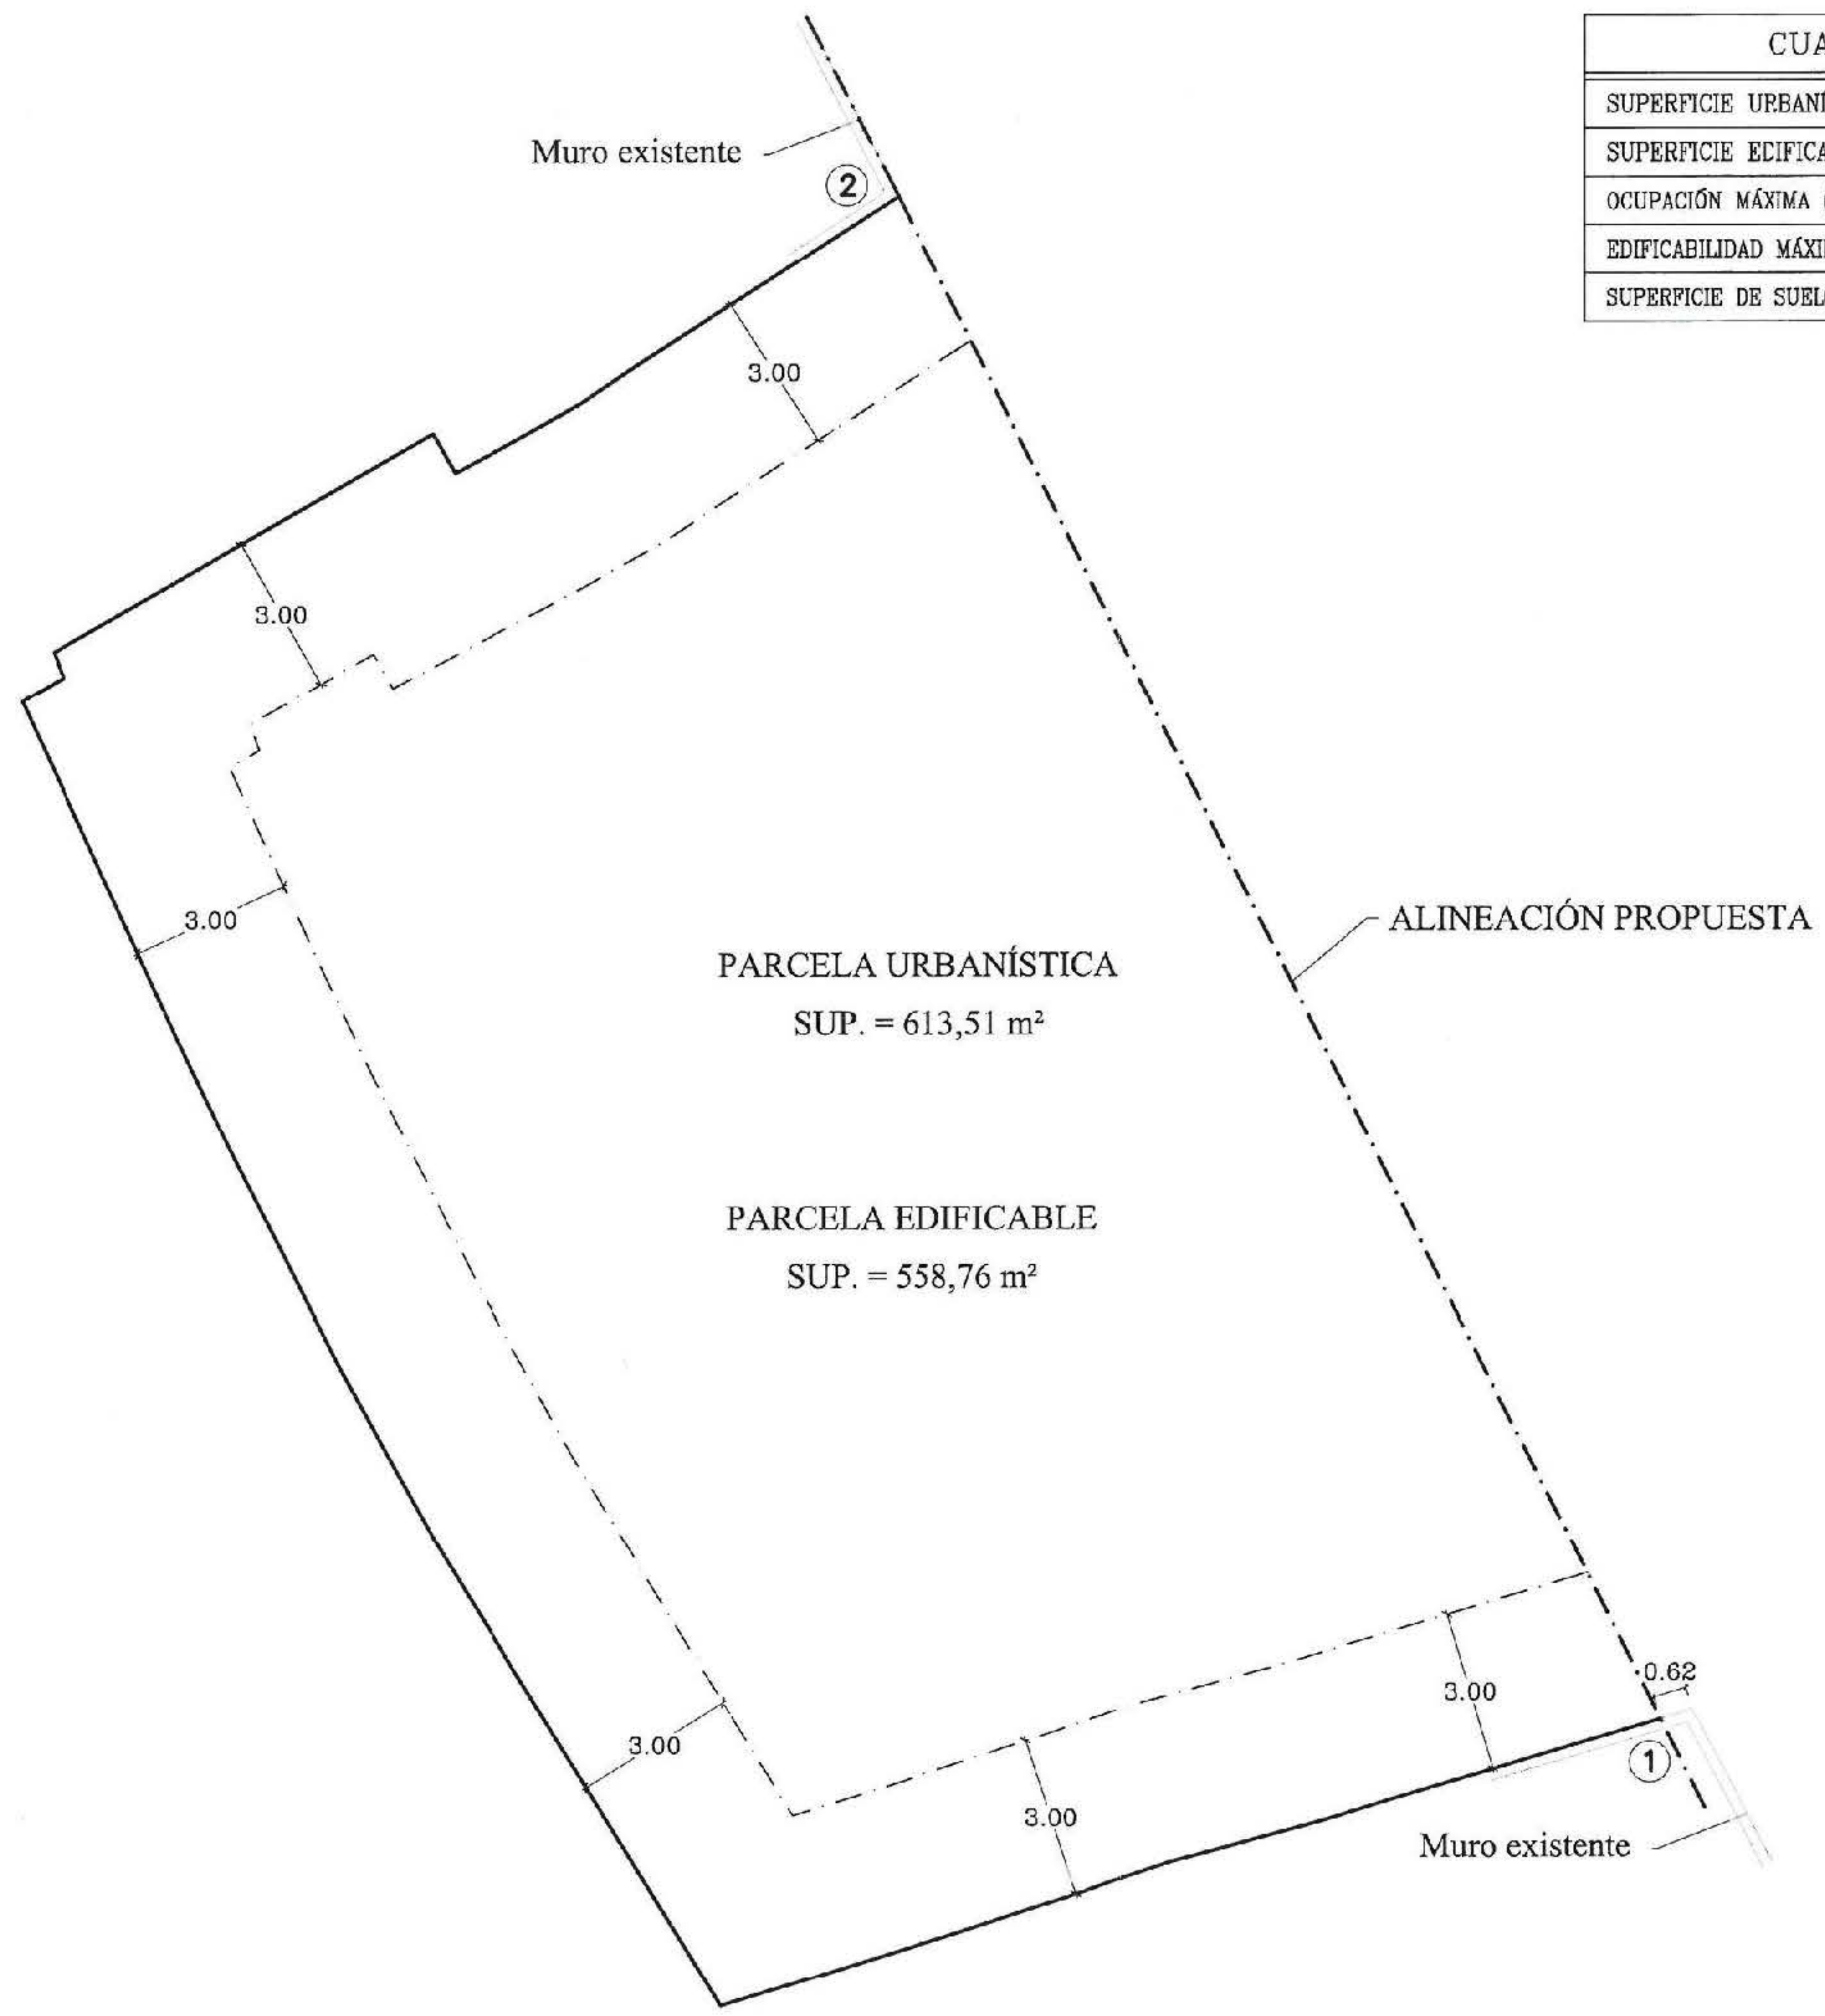 CUA
SUPERFICIE URBANÍ
SUPERFICIE EDIFICA
OCUPACIÓN MÁXIMA
EDIFICABILIDAD MÁXI
SUPERFICIE DE SUEL
Muro existente
2
3.00
3.00
3.00
ALINEACIÓN PROPUESTA
PARCELA URBANÍSTICA
SUP. = 613,51 m²
PARCELA EDIFICABLE
SUP. = 558,76 m²
0.62
3.00
3.00
1
3.00
Muro existente